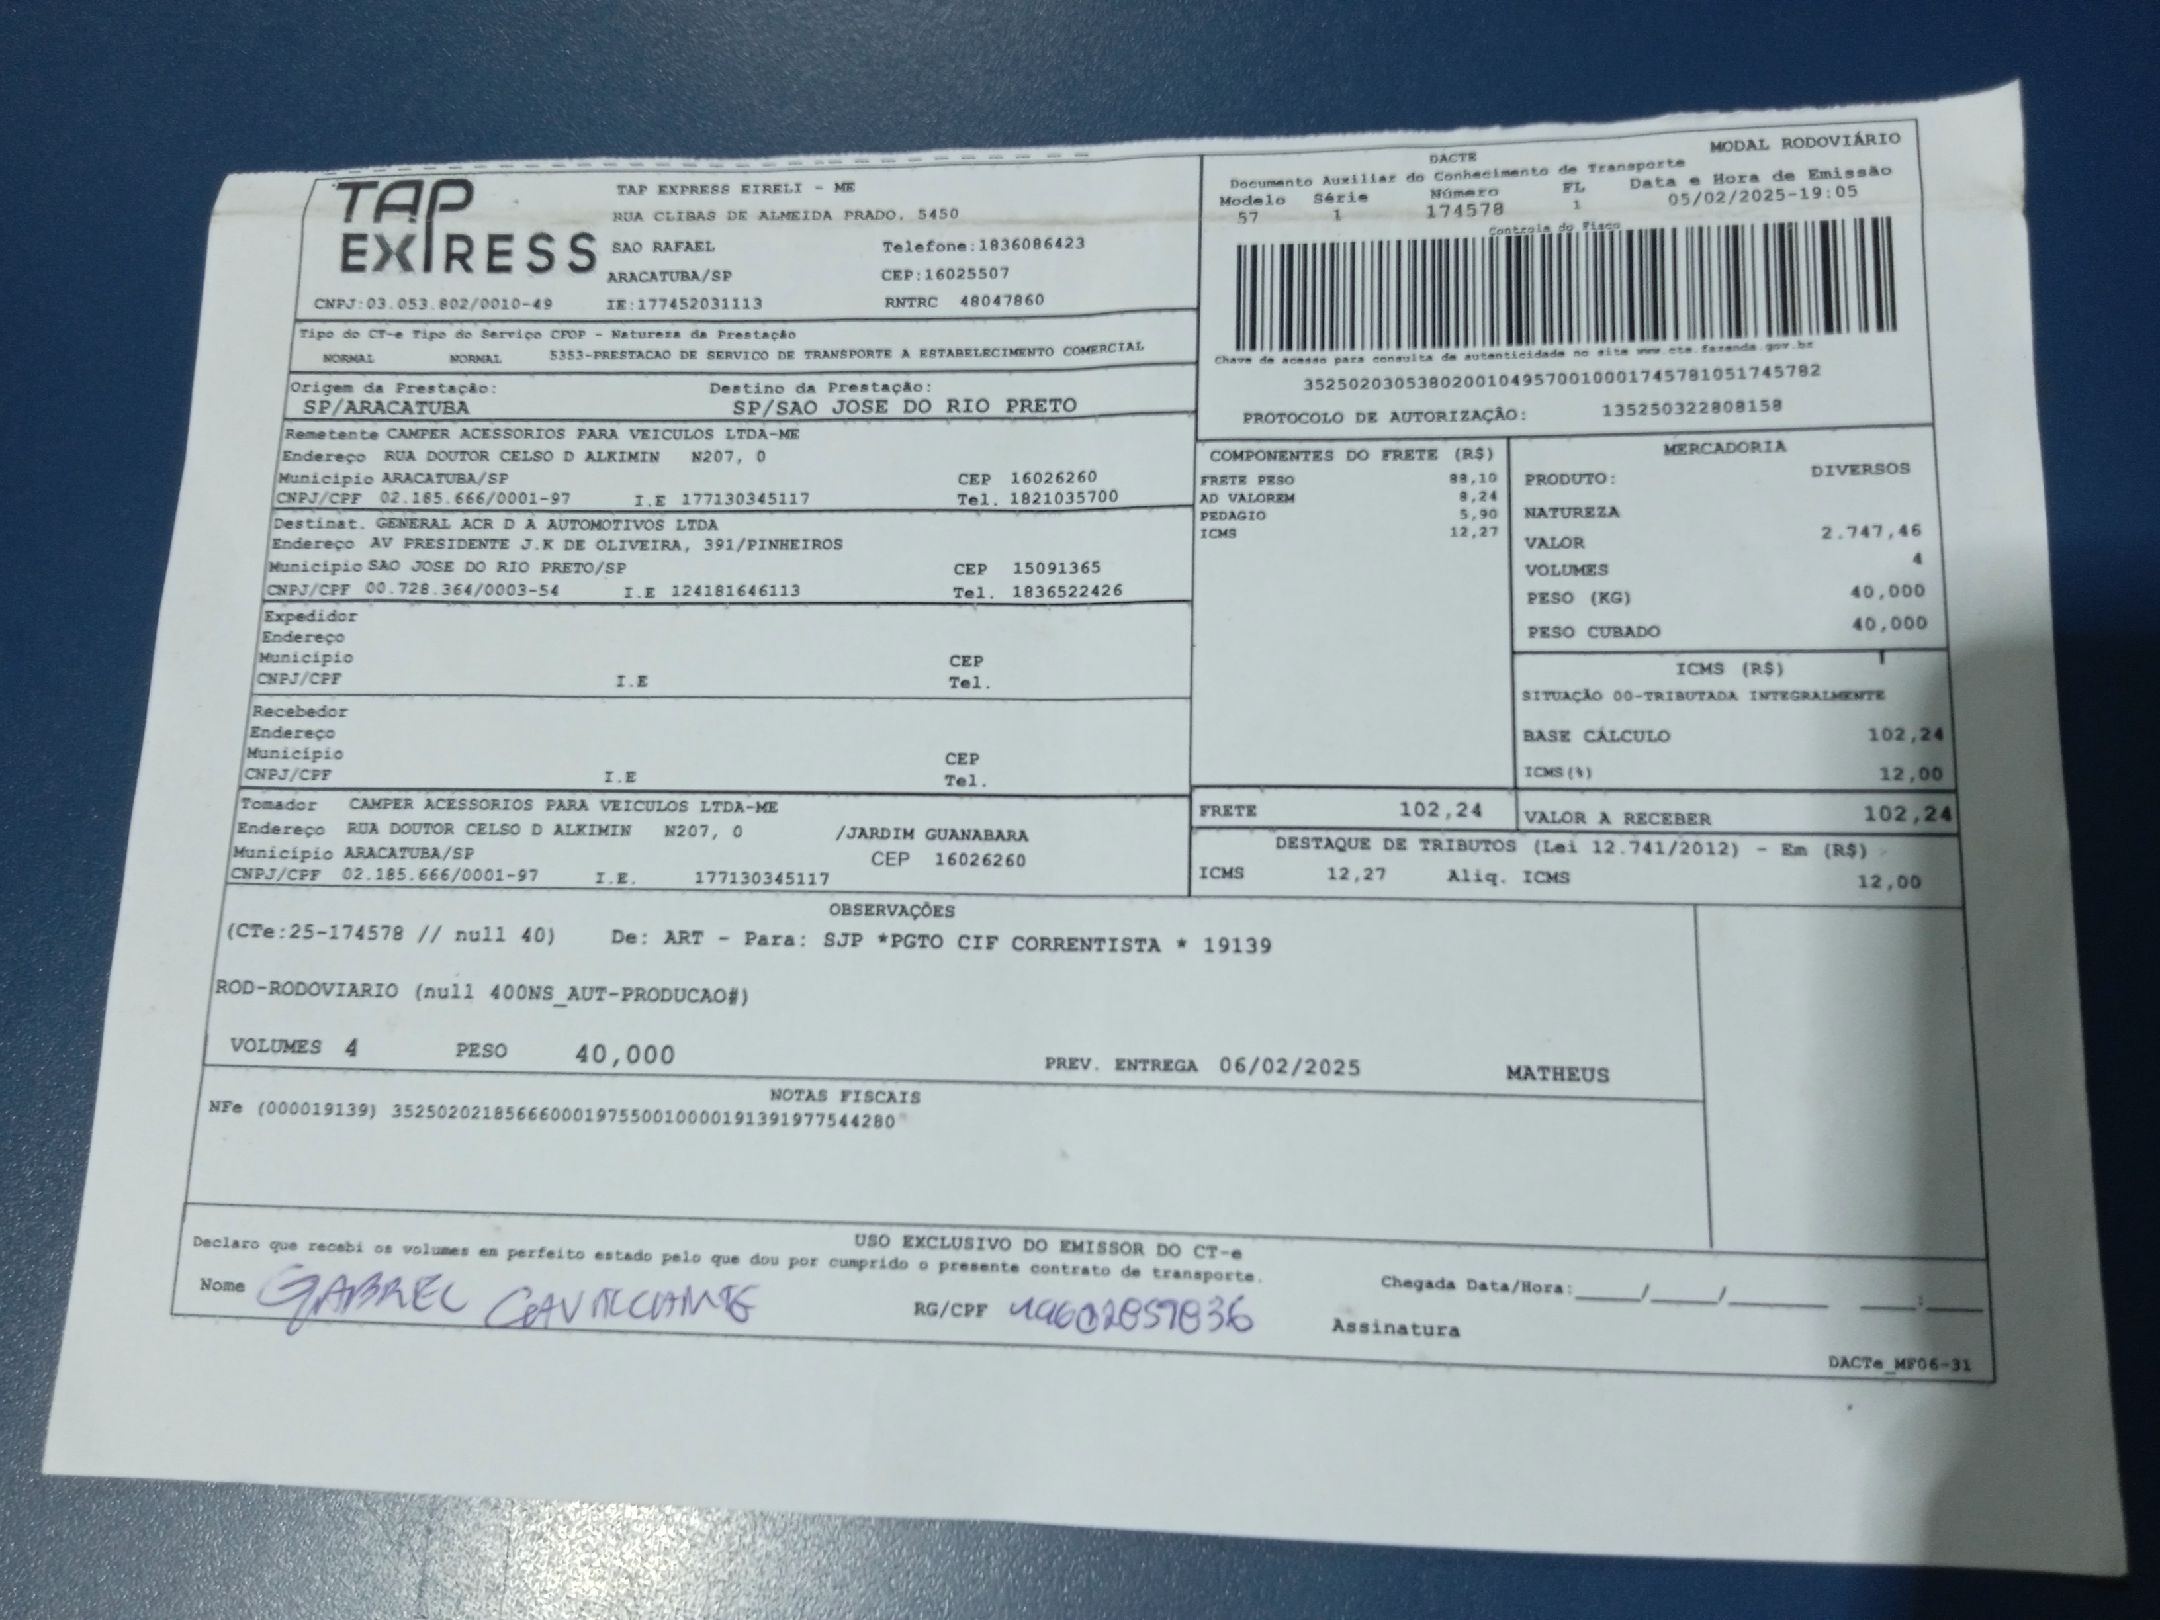 TAP EXPRESS
TAP EXPRESS EIRELI - ME
RUA CLIBAS DE ALMEIDA PRADO, 5450
SAO RAFAEL Telefone:1836086423
ARACATUBA/SP CEP:16025507
CNPJ:03.053.802/0010-49 IE:177452031113 RNTRC 48047860
DACTE MODAL RODOVIÁRIO
Documento Auxiliar do Conhecimento de Transporte
Modelo Série Número FL Data e Hora de Emissão
57 1 174578 1 05/02/2025-19:05
Controle do Fisco
Chave de acesso para consulta de autenticidade no site www.cte.fazenda.gov.br
35250203053802001049570010001745781051745782
PROTOCOLO DE AUTORIZAÇÃO: 135250322808158
Tipo do CT-e Tipo do Serviço CFOP - Natureza da Prestação
NORMAL NORMAL 5353-PRESTACAO DE SERVICO DE TRANSPORTE A ESTABELECIMENTO COMERCIAL
Origem da Prestação: Destino da Prestação:
SP/ARACATUBA SP/SAO JOSE DO RIO PRETO
Remetente CAMPER ACESSORIOS PARA VEICULOS LTDA-ME
Endereço RUA DOUTOR CELSO D ALKIMIN N207, 0
Município ARACATUBA/SP CEP 16026260
CNPJ/CPF 02.185.666/0001-97 I.E 177130345117 Tel. 1821035700
Destinat. GENERAL ACR D A AUTOMOTIVOS LTDA
Endereço AV PRESIDENTE J.K DE OLIVEIRA, 391/PINHEIROS
Município SAO JOSE DO RIO PRETO/SP CEP 15091365
CNPJ/CPF 00.728.364/0003-54 I.E 124181646113 Tel. 1836522426
Expedidor
Endereço
Município CEP
CNPJ/CPF I.E Tel.
Recebedor
Endereço
Município CEP
CNPJ/CPF I.E Tel.
Tomador CAMPER ACESSORIOS PARA VEICULOS LTDA-ME
Endereço RUA DOUTOR CELSO D ALKIMIN N207, 0 /JARDIM GUANABARA
Município ARACATUBA/SP CEP 16026260
CNPJ/CPF 02.185.666/0001-97 I.E. 177130345117
COMPONENTES DO FRETE (R$)
FRETE PESO 88,10
AD VALOREM 8,24
PEDAGIO 5,90
ICMS 12,27
MERCADORIA
PRODUTO: DIVERSOS
NATUREZA
VALOR 2.747,46
VOLUMES 4
PESO (KG) 40,000
PESO CUBADO 40,000
ICMS (R$)
SITUAÇÃO 00-TRIBUTADA INTEGRALMENTE
BASE CÁLCULO 102,24
ICMS(%) 12,00
FRETE 102,24 VALOR A RECEBER 102,24
DESTAQUE DE TRIBUTOS (Lei 12.741/2012) - Em (R$)
ICMS 12,27 Aliq. ICMS 12,00
OBSERVAÇÕES
(CTe:25-174578 // null 40) De: ART - Para: SJP *PGTO CIF CORRENTISTA * 19139
ROD-RODOVIARIO (null 400NS_AUT-PRODUCAO#)
VOLUMES 4 PESO 40,000 PREV. ENTREGA 06/02/2025 MATHEUS
NOTAS FISCAIS
NFe (000019139) 35250202185666000197550010000191391977544280
USO EXCLUSIVO DO EMISSOR DO CT-e
Declaro que recebi os volumes em perfeito estado pelo que dou por cumprido o presente contrato de transporte.
Nome GABRIEL RG/CPF Chegada Data/Hora:____/____/______ ___:___
Assinatura
DACTe_MF06-31